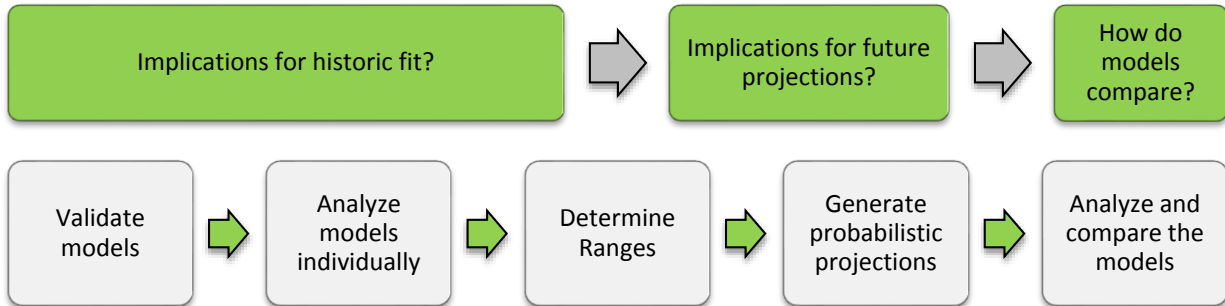 Implications for historic fit?
Implications for future
projections?
How do
models
compare?
Validate
models
Analyze
models
individually
Determine
Ranges
Generate
probabilistic
projections
Analyze and
compare the
models